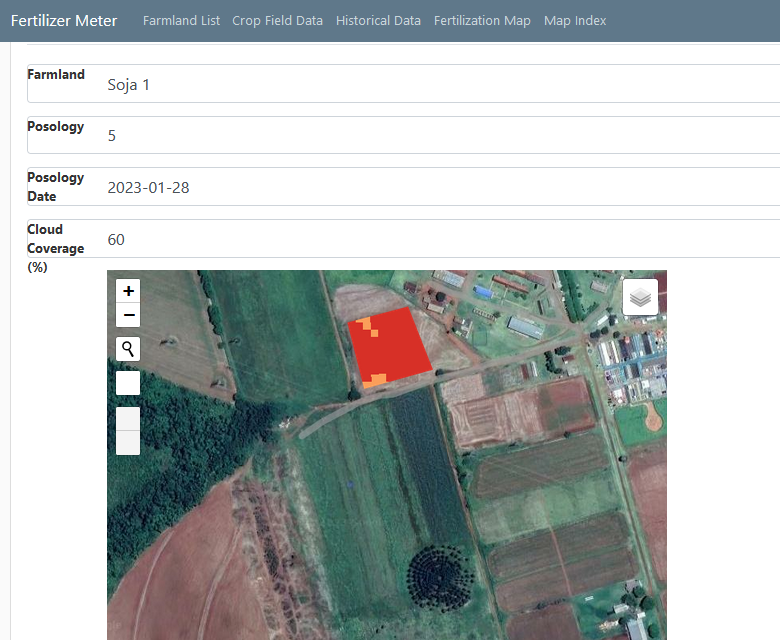 Fertilizer Meter Farmland List Crop Field Data Historical Data Fertilization Map Map Index
Farmland
Soja 1
Posology
5
Posology
Date
2023-01-28
Cloud
Coverage
(%)
60
+
−